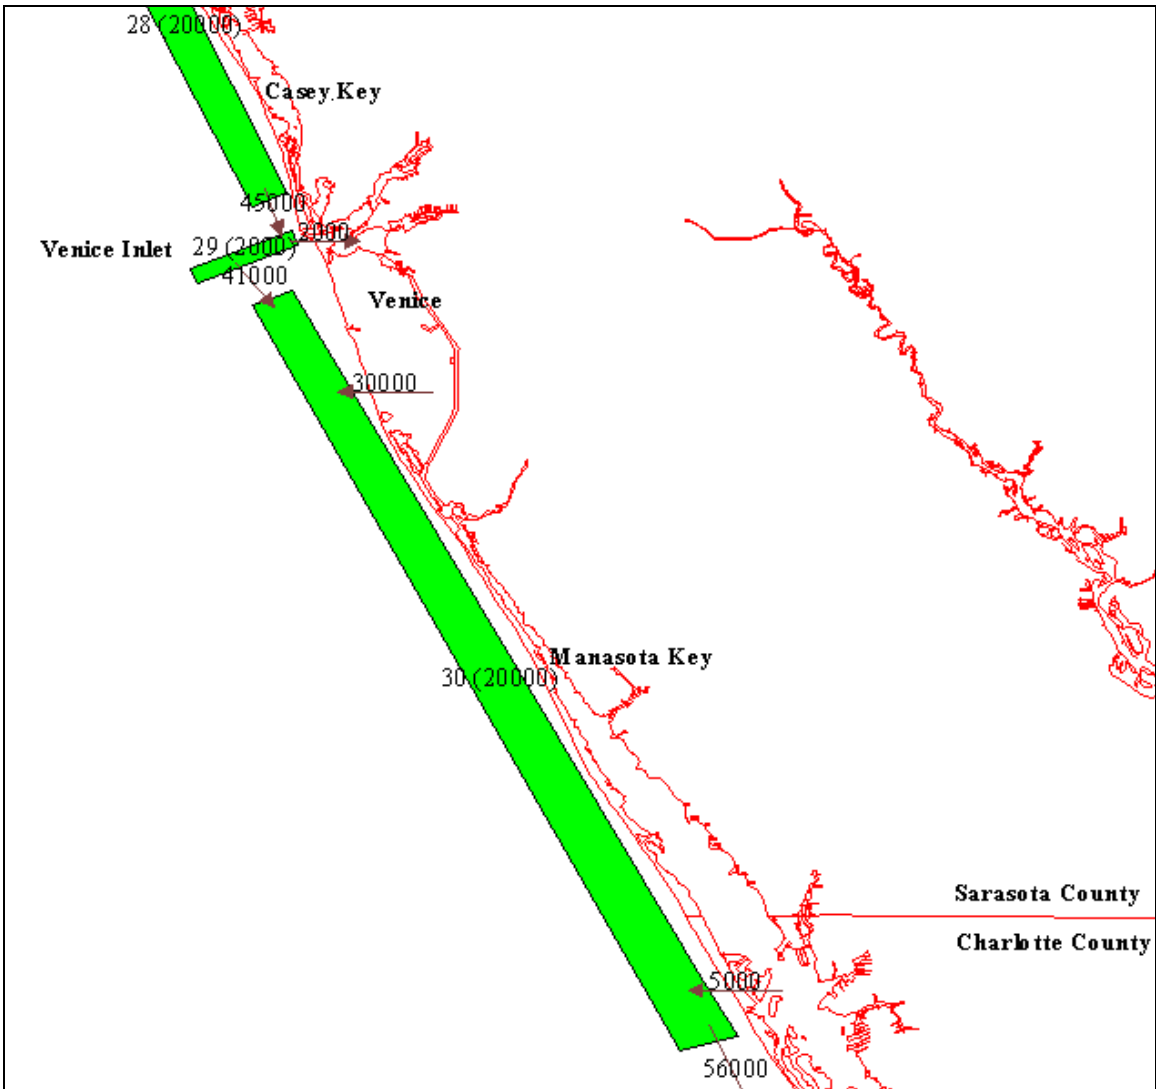 28 (20000)
Casey Key
45000
2000
Venice Inlet
29 (2000)
41000
Venice
30000
Manasota Key
30 (20000)
Sarasota County
Charlotte County
5000
56000